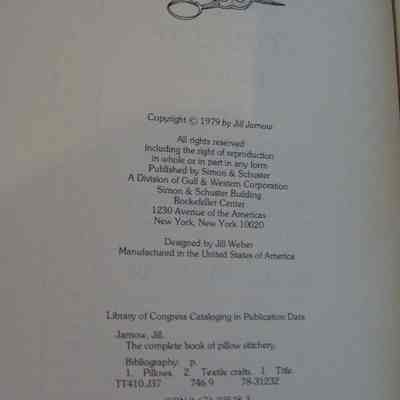 Copyright © 1979 by Jill Jarnow
All rights reserved
including the right of reproduction
in whole or in part in any form
Published by Simon & Schuster
A Division of Gulf & Western Corporation
Simon & Schuster Building
Rockefeller Center
1230 Avenue of the Americas
New York, New York 10020
Designed by Jill Weber
Manufactured in the United States of America
Library of Congress Cataloging in Publication Data
Jarnow, Jill.
The complete book of pillow stitchery.
Bibliography: p.
1. Pillows. 2. Textile crafts. I. Title.
TT410.J37 746.9 78-31232